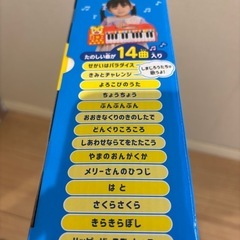 たのしい曲が14曲入り
せかいはパラダイス
きみとチャレンジ
しまじろうたちが
歌うよ!
よろこびのうた
ちょうちょう
ぶんぶんぶん
おおきなくりのきのしたで
どんぐりころころ
しあわせならてをたたこう
やまのおんがくか
メリーさんのひつじ
はと
さくらさくら
きらきらぼし